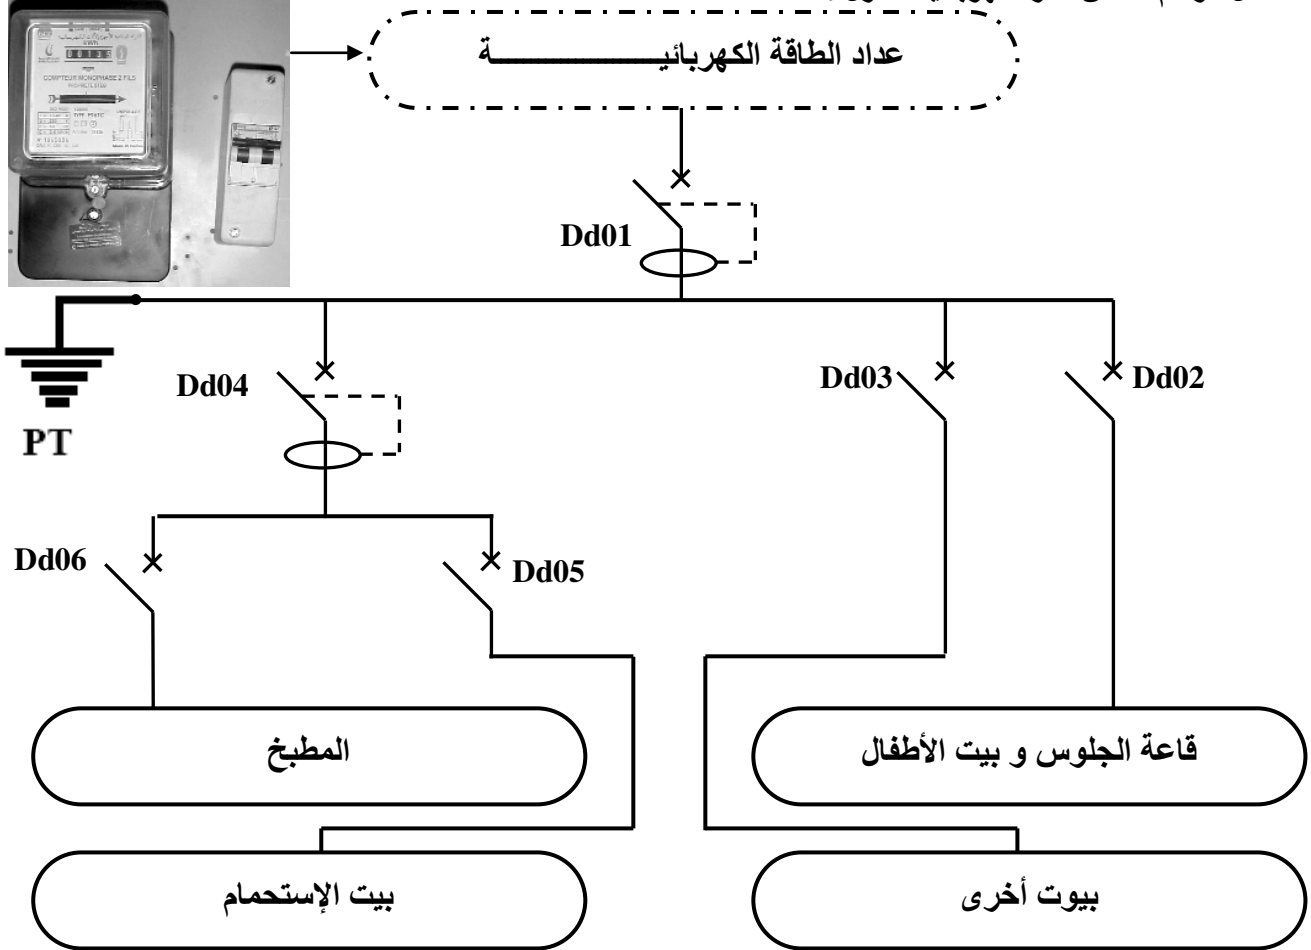 عداد الطاقة الكهربائيـــــــــــــــــــة
COMPTEUR MONOPHASE 2 FILS
Dd01
Dd04
Dd03
Dd02
PT
Dd06
Dd05
المطبخ
قاعة الجلوس و بيت الأطفال
بيت الإستحمام
بيوت أخرى